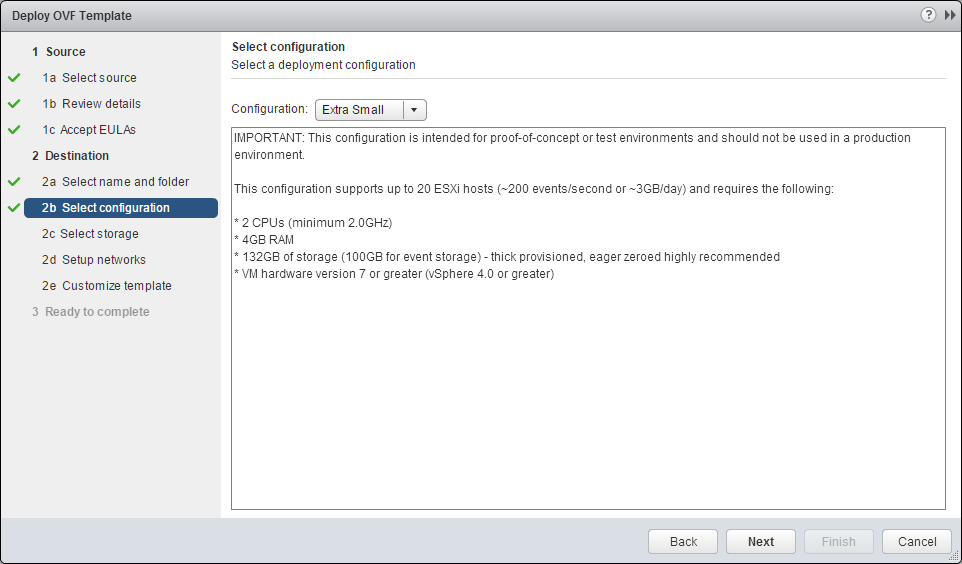 Deploy OVF Template
?
1 Source
1a Select source
1b Review details
1c Accept EULAs
2 Destination
2a Select name and folder
2b Select configuration
2c Select storage
2d Setup networks
2e Customize template
3 Ready to complete
Select configuration
Select a deployment configuration
Configuration: Extra Small
IMPORTANT: This configuration is intended for proof-of-concept or test environments and should not be used in a production
environment.
This configuration supports up to 20 ESXi hosts (~200 events/second or ~3GB/day) and requires the following:
* 2 CPUs (minimum 2.0GHz)
* 4GB RAM
* 132GB of storage (100GB for event storage) - thick provisioned, eager zeroed highly recommended
* VM hardware version 7 or greater (vSphere 4.0 or greater)
Back Next Finish Cancel